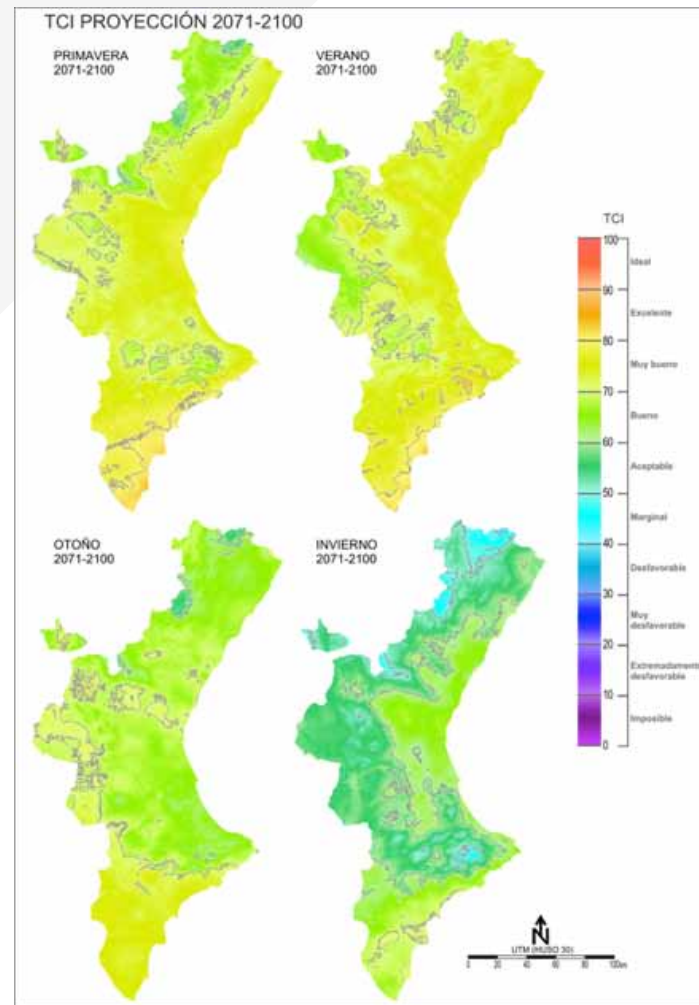 TCI PROYECCIÓN 2071-2100
PRIMAVERA
2071-2100
VERANO
2071-2100
TCI
100
Ideal
90
Excelente
80
Muy bueno
70
Bueno
60
Aceptable
50
Marginal
40
Desfavorable
30
Muy
desfavorable
20
Extremadamente
desfavorable
10
Imposible
0
OTOÑO
2071-2100
INVIERNO
2071-2100
N
UTM (HUSO 30)
0 20 40 60 80 100km